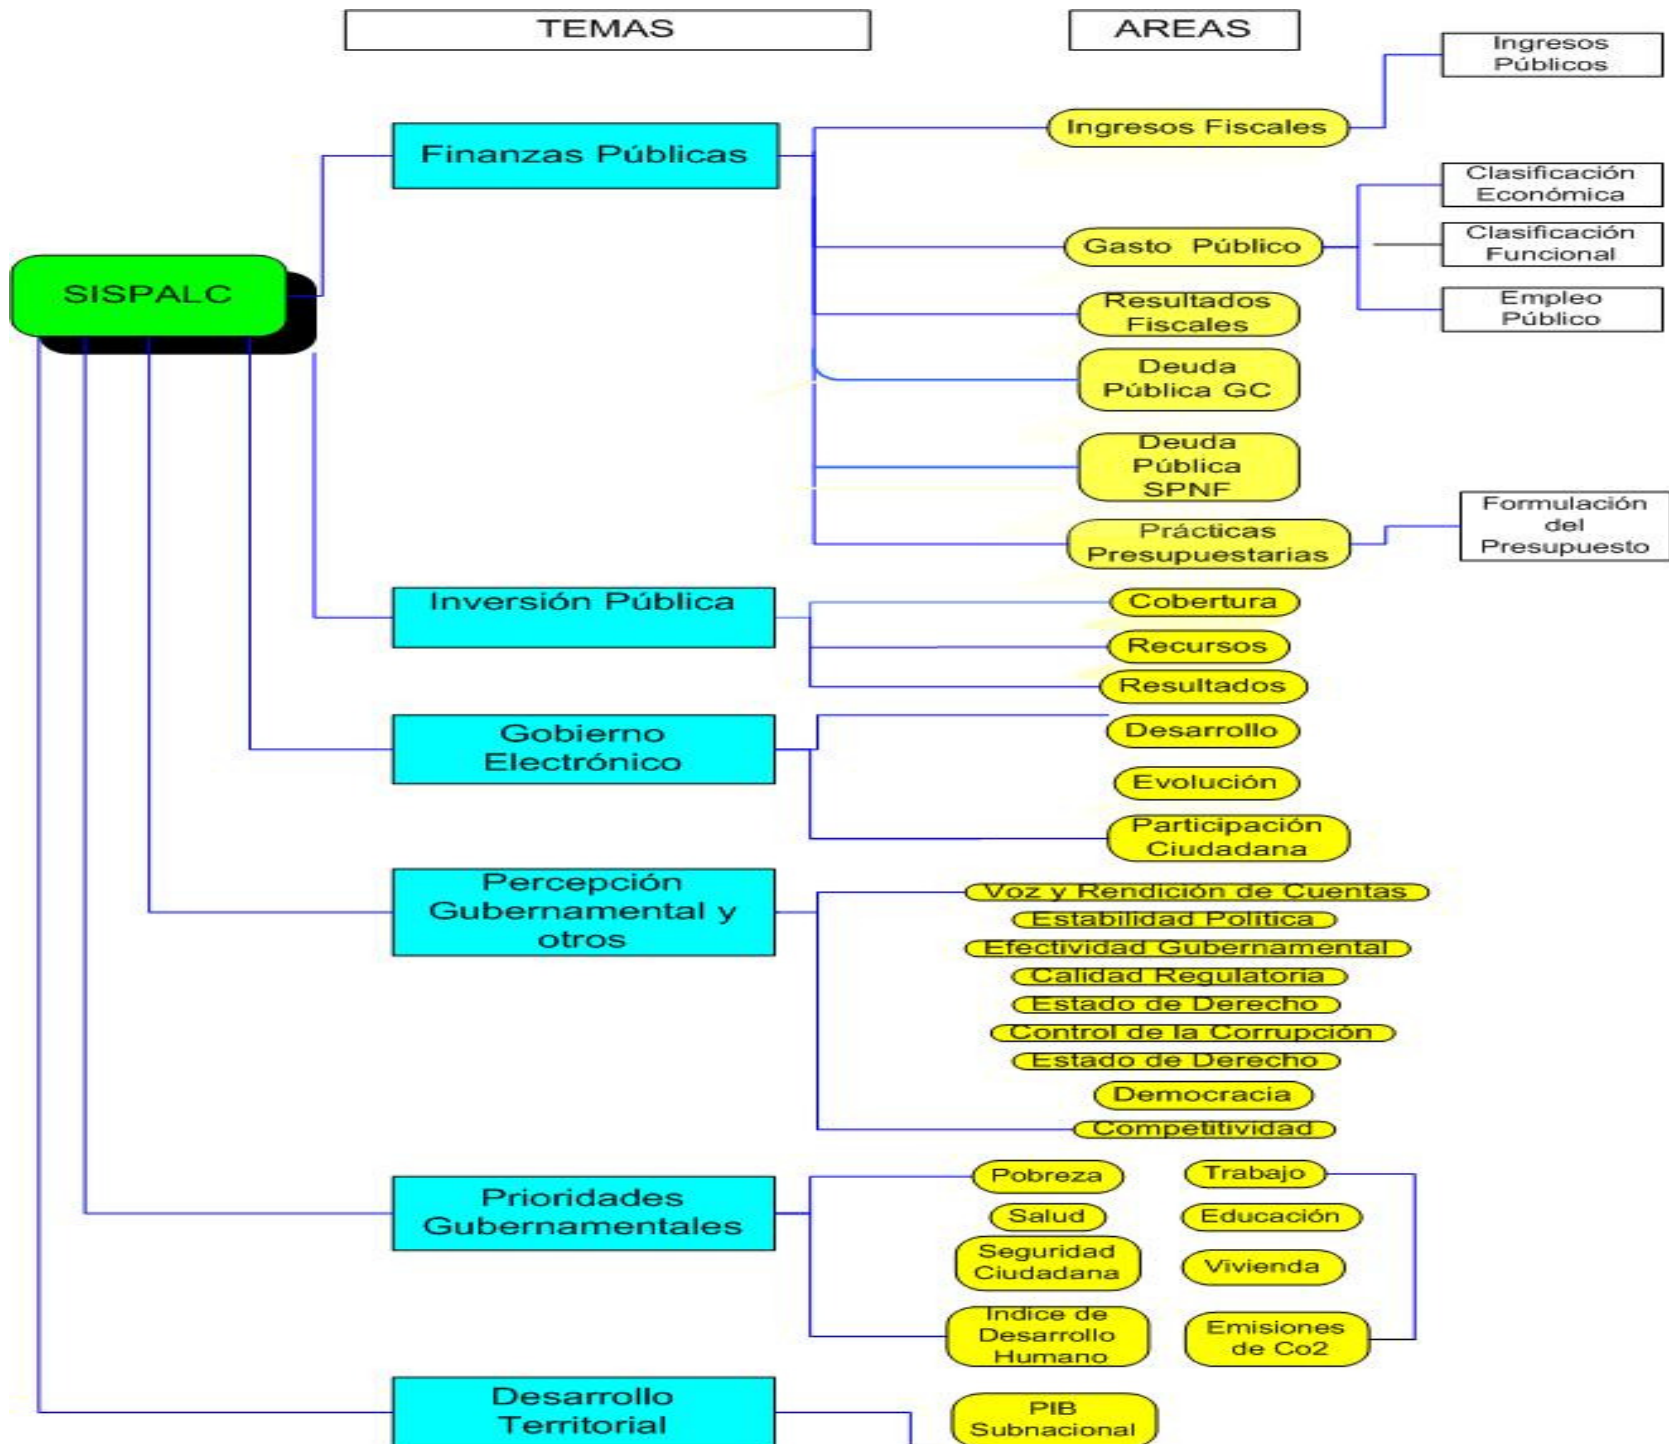 TEMAS
AREAS
Ingresos
Públicos
Finanzas Públicas
Ingresos Fiscales
Clasificación
Económica
Gasto Público
Clasificación
Funcional
Empleo
Público
SISPALC
Resultados
Fiscales
Deuda
Pública GC
Deuda
Pública
SPNF
Prácticas
Presupuestarias
Formulación
del
Presupuesto
Inversión Pública
Cobertura
Recursos
Resultados
Gobierno
Electrónico
Desarrollo
Evolución
Participación
Ciudadana
Percepción
Gubernamental y
otros
Voz y Rendición de Cuentas
Estabilidad Política
Efectividad Gubernamental
Calidad Regulatoria
Estado de Derecho
Control de la Corrupción
Estado de Derecho
Democracia
Competitividad
Prioridades
Gubernamentales
Pobreza
Trabajo
Salud
Educación
Seguridad
Ciudadana
Vivienda
Indice de
Desarrollo
Humano
Emisiones
de Co2
Desarrollo
Territorial
PIB
Subnacional